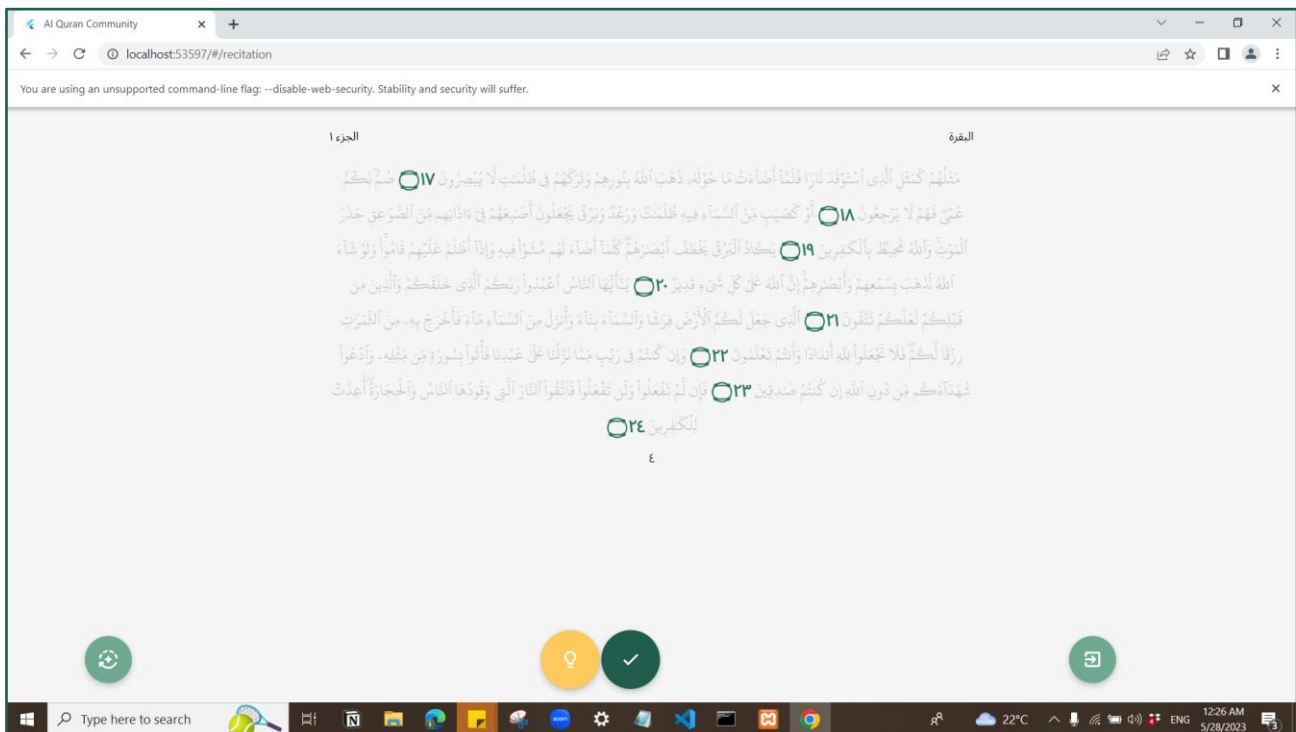 Al Quran Community
localhost:53597/#/recitation
You are using an unsupported command-line flag: --disable-web-security. Stability and security will suffer.
البقرة
الجزء ١
مَثَلُهُمْ كَمَثَلِ ٱلَّذِى ٱسْتَوْقَدَ نَارًا فَلَمَّآ أَضَآءَتْ مَا حَوْلَهُۥ ذَهَبَ ٱللَّهُ بِنُورِهِمْ وَتَرَكَهُمْ فِى ظُلُمَٰتٍ لَّا يُبْصِرُونَ ١٧ صُمٌّۢ بُكْمٌ
عُمْىٌ فَهُمْ لَا يَرْجِعُونَ ١٨ أَوْ كَصَيِّبٍ مِّنَ ٱلسَّمَآءِ فِيهِ ظُلُمَٰتٌ وَرَعْدٌ وَبَرْقٌ يَجْعَلُونَ أَصَٰبِعَهُمْ فِىٓ ءَاذَانِهِم مِّنَ ٱلصَّوَٰعِقِ حَذَرَ
ٱلْمَوْتِ وَٱللَّهُ مُحِيطٌۢ بِٱلْكَٰفِرِينَ ١٩ يَكَادُ ٱلْبَرْقُ يَخْطَفُ أَبْصَٰرَهُمْ كُلَّمَآ أَضَآءَ لَهُم مَّشَوْا۟ فِيهِ وَإِذَآ أَظْلَمَ عَلَيْهِمْ قَامُوا۟ وَلَوْ شَآءَ
ٱللَّهُ لَذَهَبَ بِسَمْعِهِمْ وَأَبْصَٰرِهِمْ إِنَّ ٱللَّهَ عَلَىٰ كُلِّ شَىْءٍ قَدِيرٌ ٢٠ يَٰٓأَيُّهَا ٱلنَّاسُ ٱعْبُدُوا۟ رَبَّكُمُ ٱلَّذِى خَلَقَكُمْ وَٱلَّذِينَ مِن
قَبْلِكُمْ لَعَلَّكُمْ تَتَّقُونَ ٢١ ٱلَّذِى جَعَلَ لَكُمُ ٱلْأَرْضَ فِرَٰشًا وَٱلسَّمَآءَ بِنَآءً وَأَنزَلَ مِنَ ٱلسَّمَآءِ مَآءً فَأَخْرَجَ بِهِۦ مِنَ ٱلثَّمَرَٰتِ
رِزْقًا لَّكُمْ فَلَا تَجْعَلُوا۟ لِلَّهِ أَندَادًا وَأَنتُمْ تَعْلَمُونَ ٢٢ وَإِن كُنتُمْ فِى رَيْبٍ مِّمَّا نَزَّلْنَا عَلَىٰ عَبْدِنَا فَأْتُوا۟ بِسُورَةٍ مِّن مِّثْلِهِۦ وَٱدْعُوا۟
شُهَدَآءَكُم مِّن دُونِ ٱللَّهِ إِن كُنتُمْ صَٰدِقِينَ ٢٣ فَإِن لَّمْ تَفْعَلُوا۟ وَلَن تَفْعَلُوا۟ فَٱتَّقُوا۟ ٱلنَّارَ ٱلَّتِى وَقُودُهَا ٱلنَّاسُ وَٱلْحِجَارَةُ أُعِدَّتْ
لِلْكَٰفِرِينَ ٢٤
٤
Type here to search
zoom
22°C
ENG
12:26 AM
5/28/2023
3